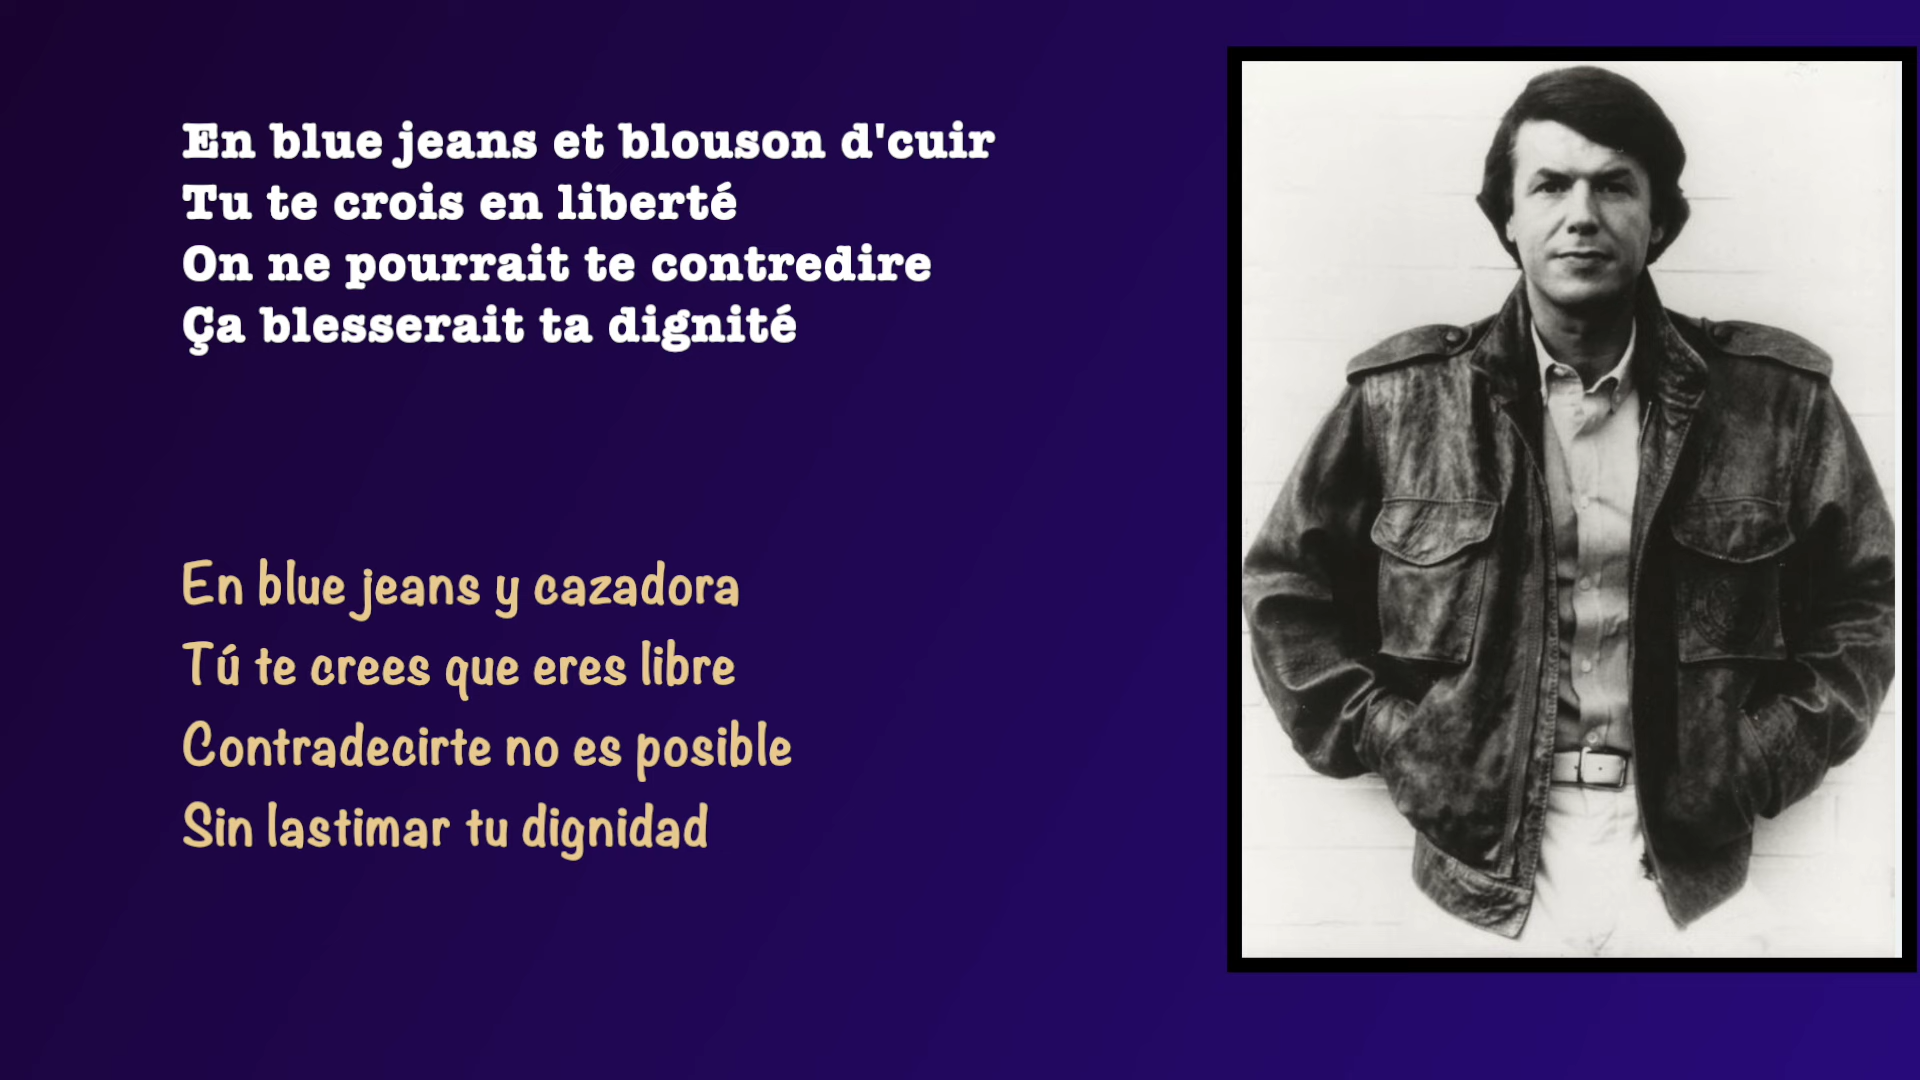 En blue jeans et blouson d'cuir
Tu te crois en liberté
On ne pourrait te contredire
Ça blesserait ta dignité
En blue jeans y cazadora
Tú te crees que eres libre
Contradecirte no es posible
Sin lastimar tu dignidad